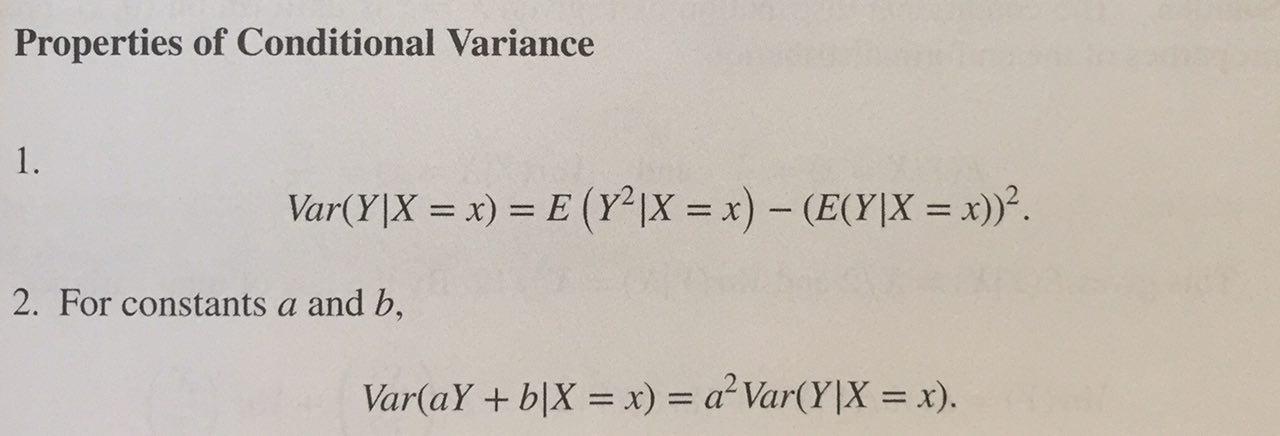 Properties of Conditional Variance
1.
Var(Y|X = x) = E (Y²|X = x) − (E(Y|X = x))².
2. For constants a and b,
Var(aY + b|X = x) = a² Var(Y|X = x).